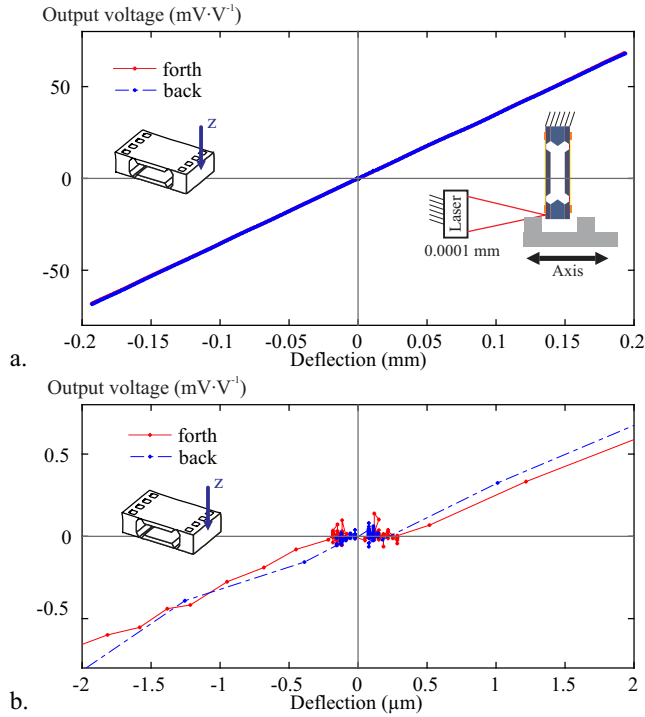 Output voltage (mV·V⁻¹)
forth
back
z
50
0
-50
Laser
0.0001 mm
Axis
-0.2 -0.15 -0.1 -0.05 0 0.05 0.1 0.15 0.2
Deflection (mm)
a.
Output voltage (mV·V⁻¹)
forth
back
z
0.5
0
-0.5
-2 -1.5 -1 -0.5 0 0.5 1 1.5 2
Deflection (µm)
b.